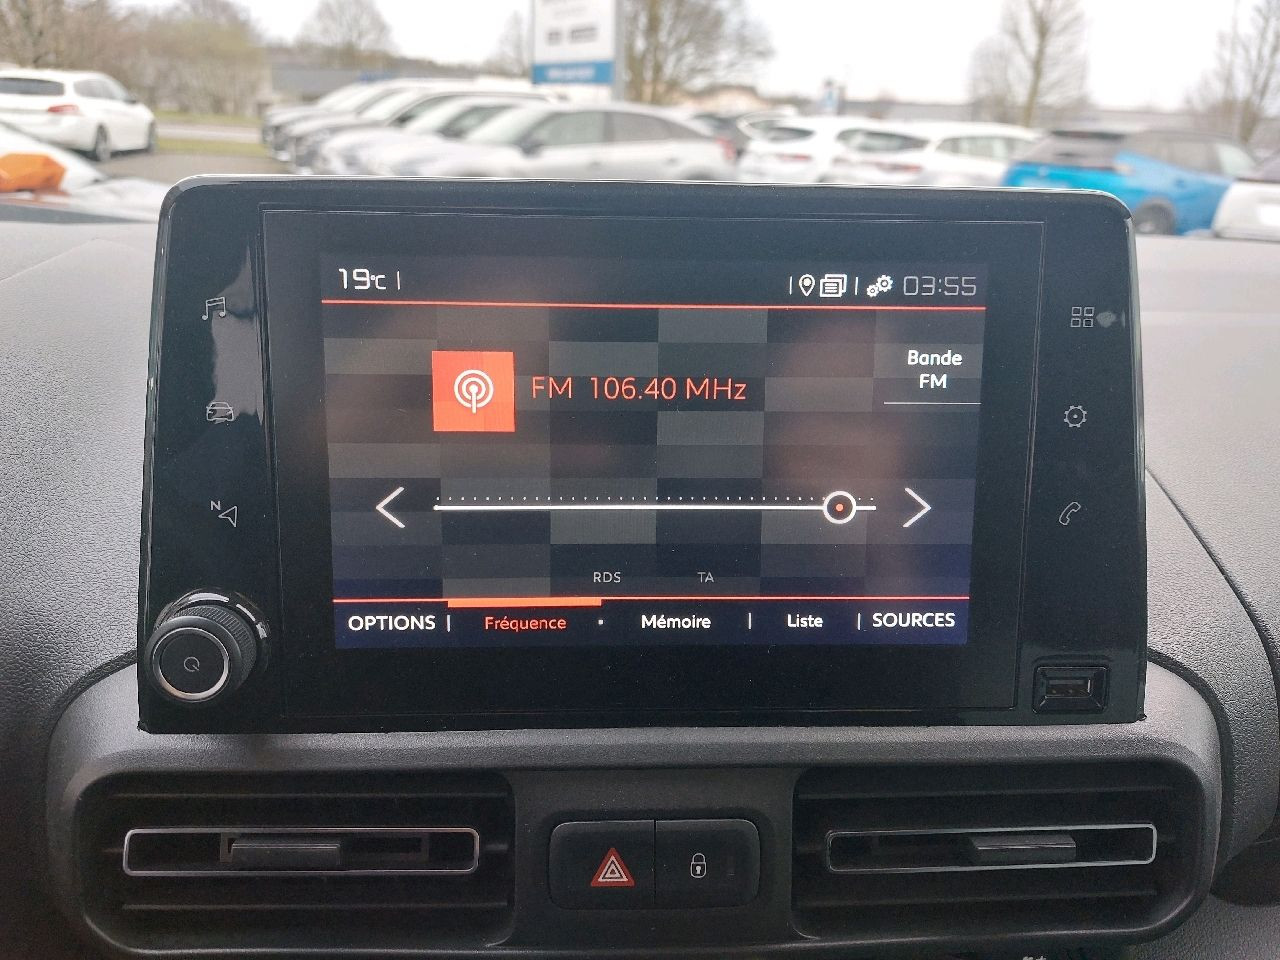 19°C
03:55
Bande
FM
FM 106.40 MHz
N
RDS TA
OPTIONS | Fréquence • Mémoire | Liste | SOURCES